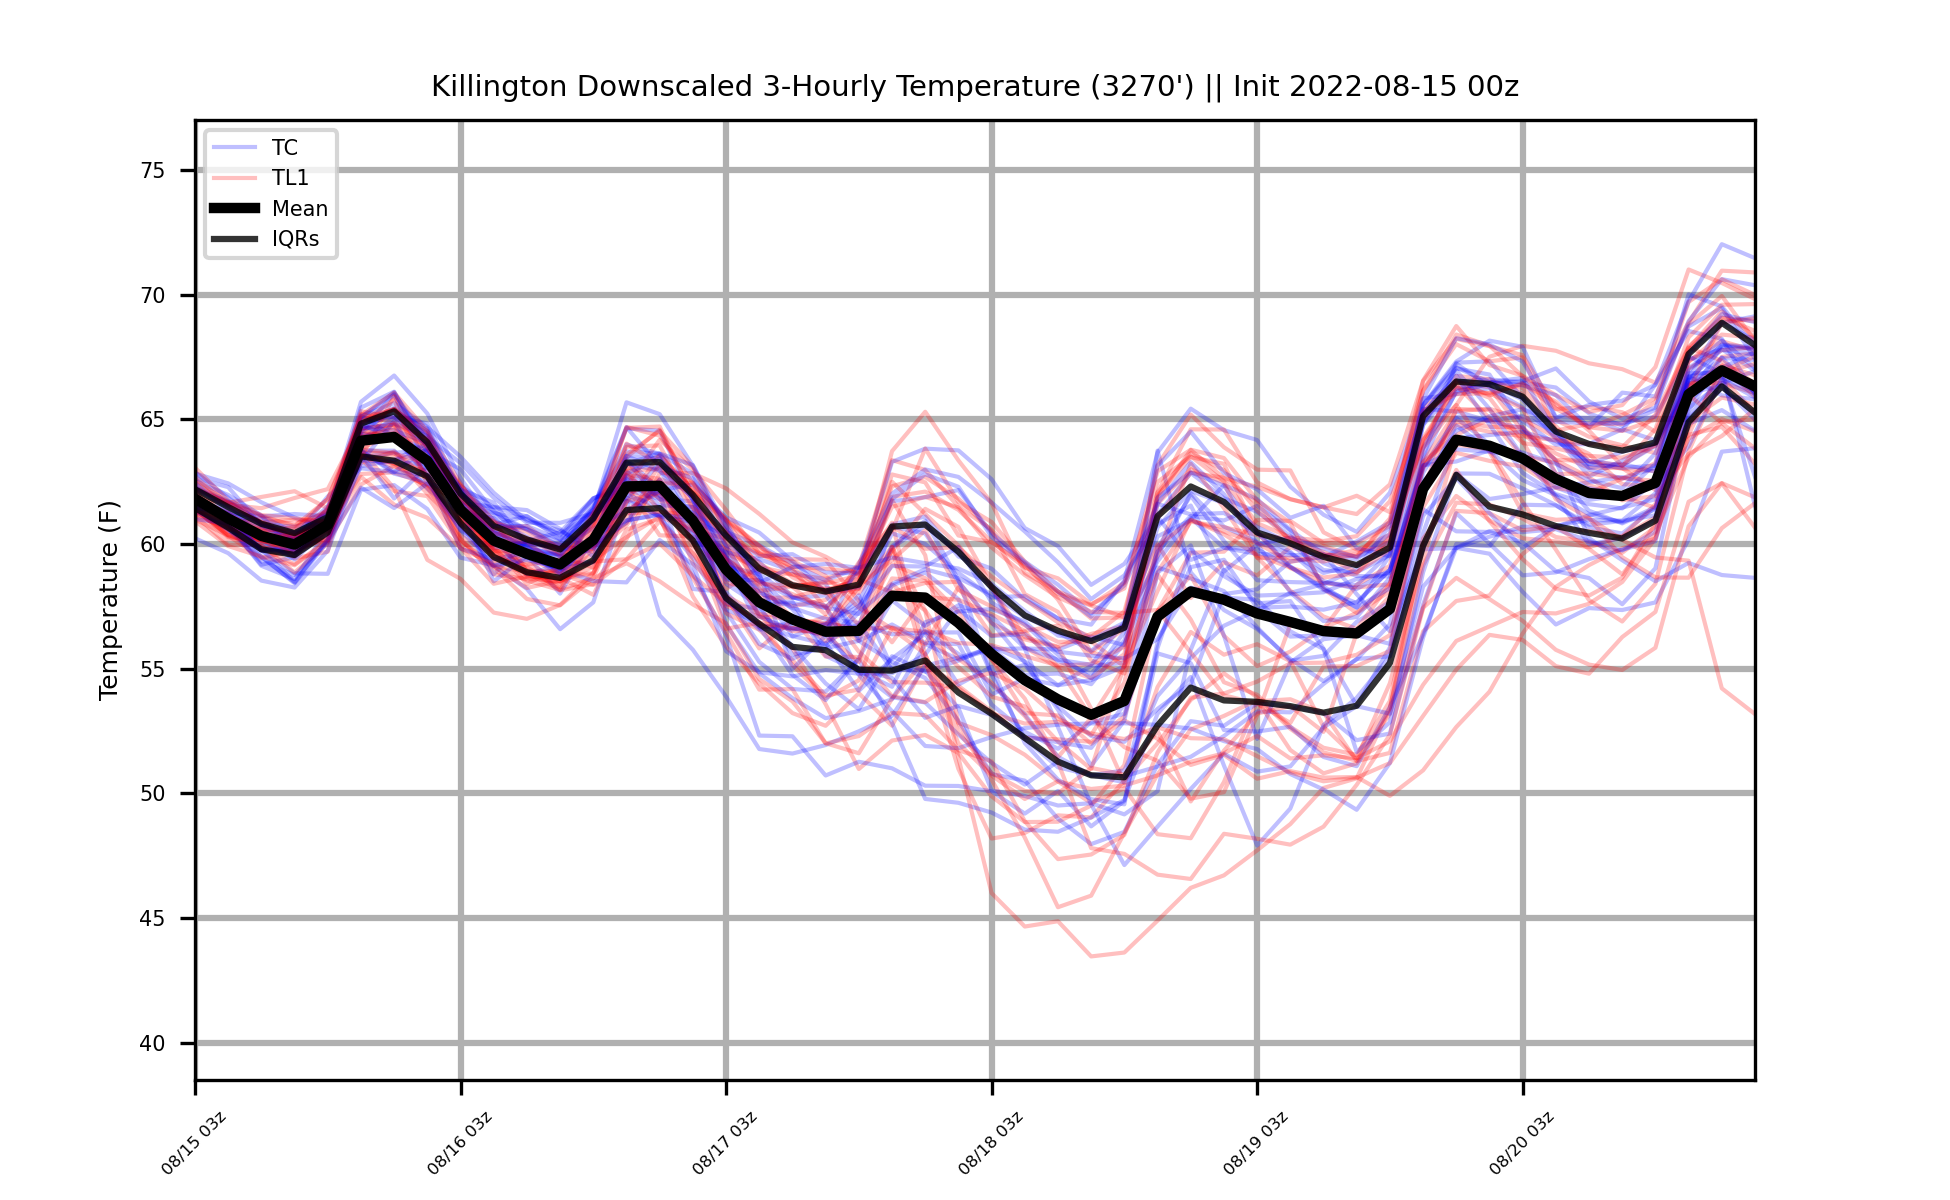 Killington Downscaled 3-Hourly Temperature (3270') || Init 2022-08-15 00z
TC
TL1
Mean
IQRs
Temperature (F)
75
70
65
60
55
50
45
40
08/15 03z
08/16 03z
08/17 03z
08/18 03z
08/19 03z
08/20 03z